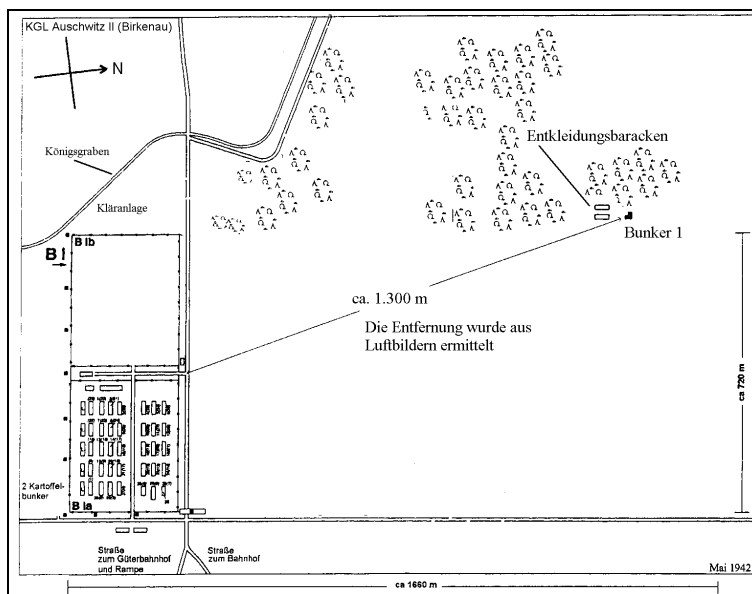 KGL Auschwitz II (Birkenau)
N
Königsgraben
Kläranlage
Entkleidungsbaracken
Bunker 1
B I
B Ib
ca. 1.300 m
Die Entfernung wurde aus
Luftbildern ermittelt
ca 720 m
2 Kartoffel-
bunker
B Ia
Straße
zum Güterbahnhof
und Rampe
Straße
zum Bahnhof
Mai 1942
ca 1660 m